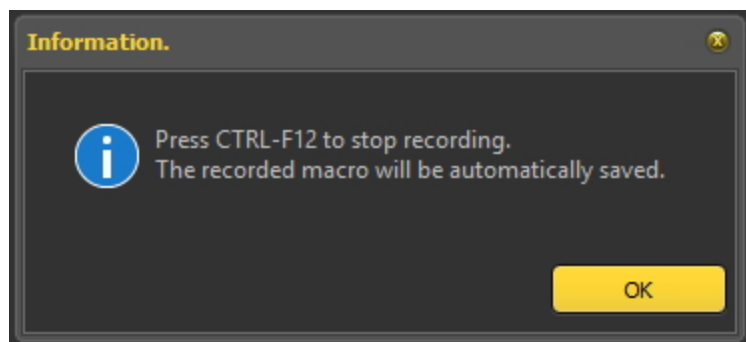 Information.
Press CTRL-F12 to stop recording.
The recorded macro will be automatically saved.
OK